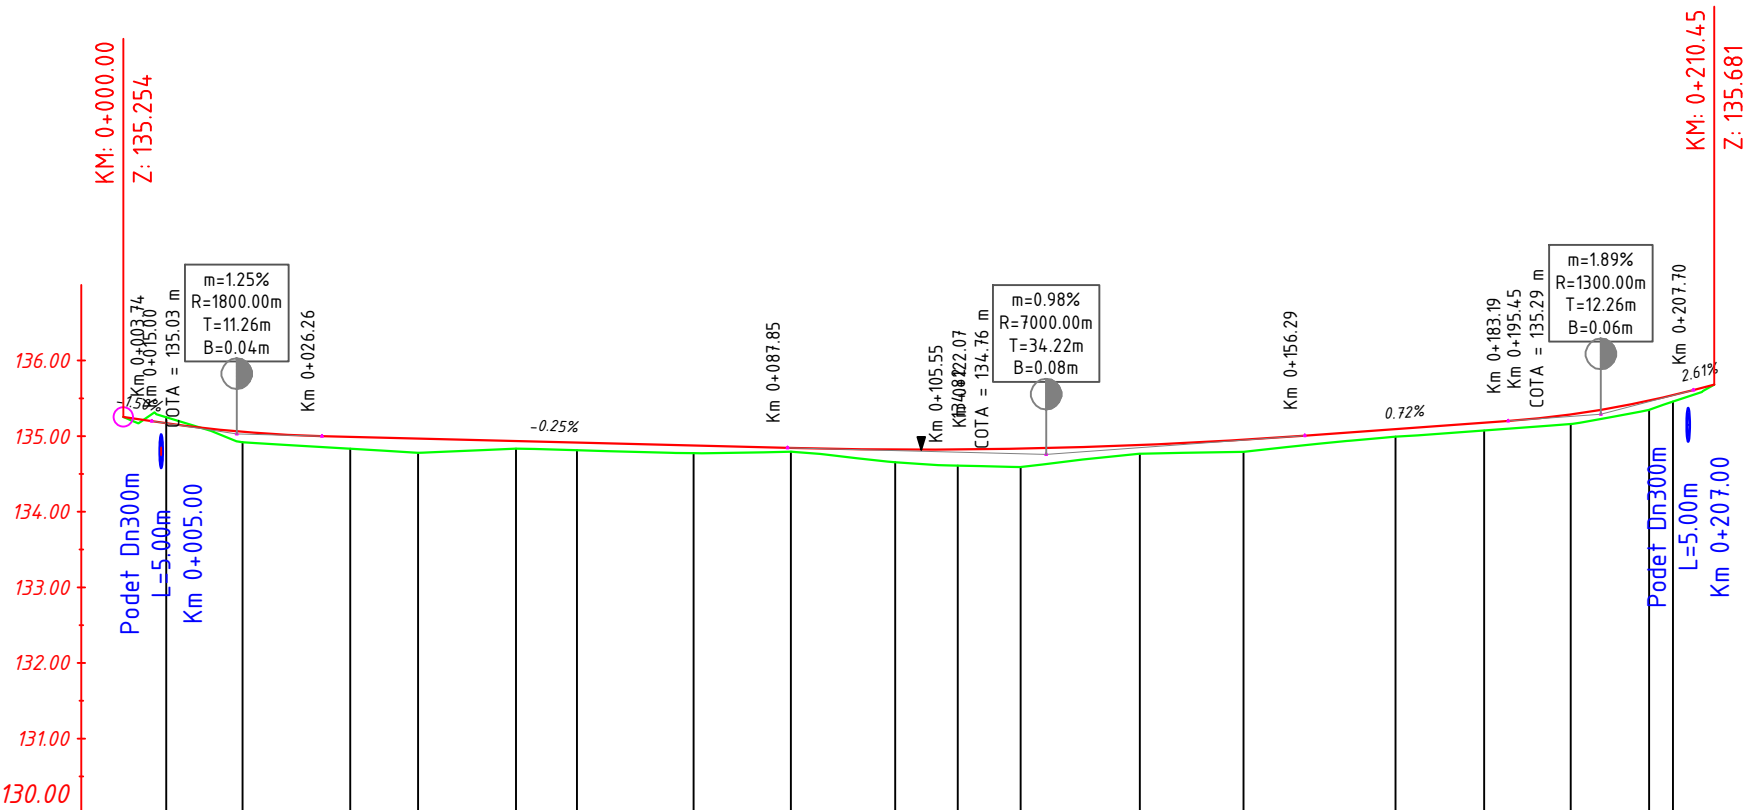 KM: 0+000.00
Z: 135.254
KM: 0+210.45
Z: 135.681
Km 0+003.74
Km 0+015.00
COTA = 135.03 m
m=1.25%
R=1800.00m
T=11.26m
B=0.04m
Km 0+026.26
Km 0+087.85
Km 0+105.55
Km 0+122.07
COTA = 134.76 m
m=0.98%
R=7000.00m
T=34.22m
B=0.08m
Km 0+156.29
Km 0+183.19
Km 0+195.45
COTA = 135.29 m
m=1.89%
R=1300.00m
T=12.26m
B=0.06m
Km 0+207.70
-0.25%
0.72%
2.61%
136.00
135.00
134.00
133.00
132.00
131.00
130.00
Podet Dn300m
L=5.00m
Km 0+005.00
Podet Dn300m
L=5.00m
Km 0+207.00